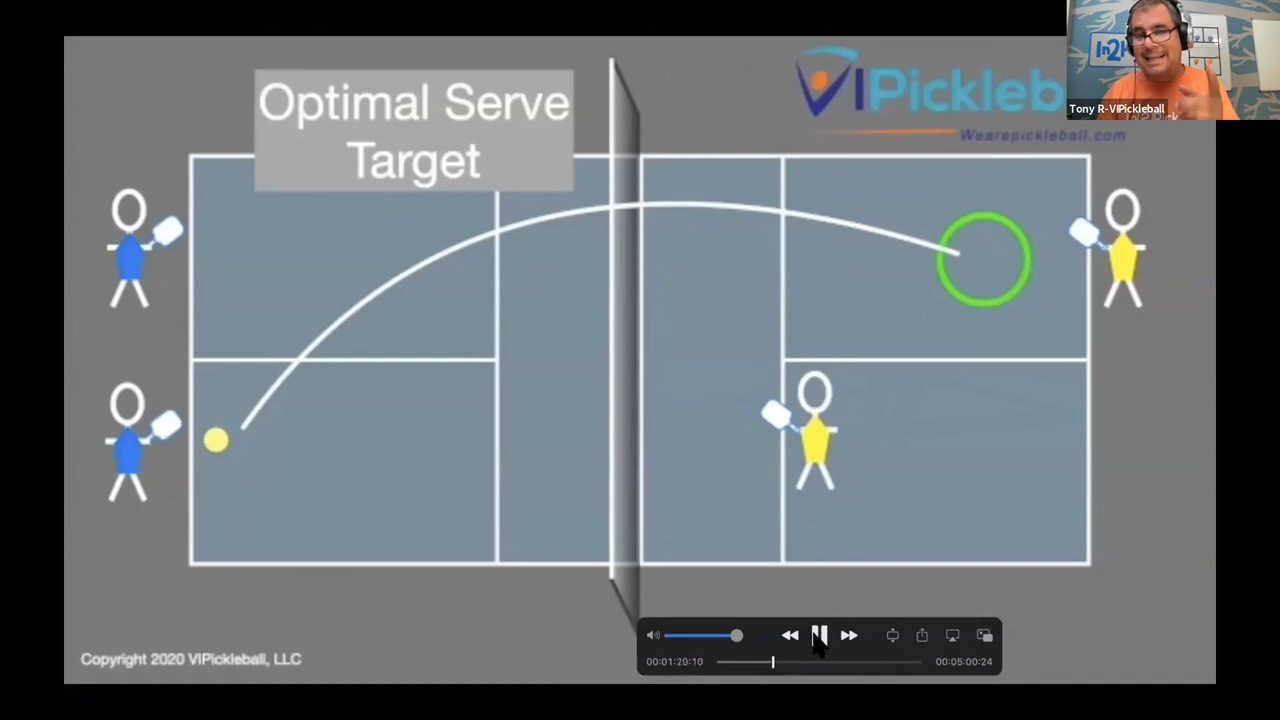 Optimal Serve
Target
VIPickleb
Wearepickleball.com
In2
Tony R-VIPickleball
Copyright 2020 VIPickleball, LLC
00:01:20:10
00:05:00:24